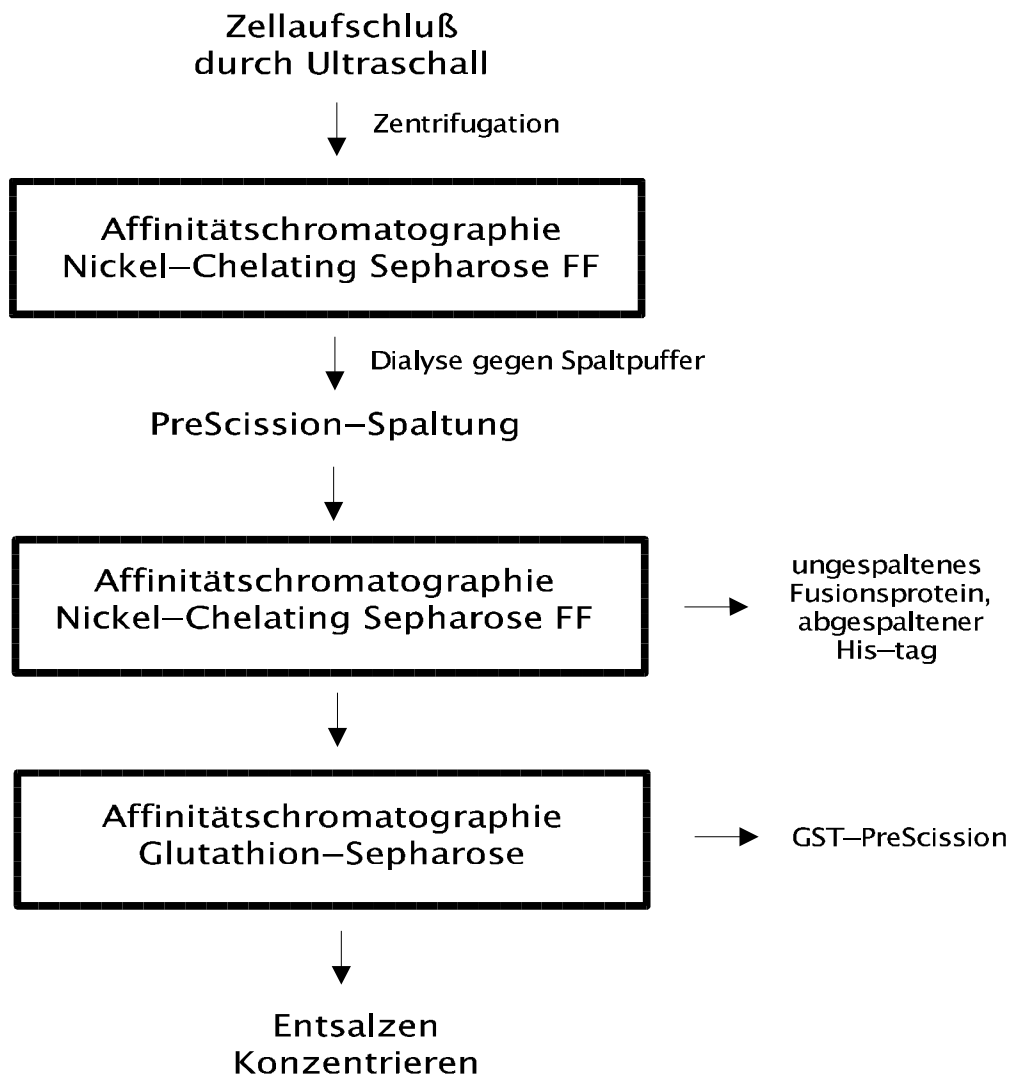 Zellaufschluß
durch Ultraschall
Zentrifugation
Affinitätschromatographie
Nickel–Chelating Sepharose FF
Dialyse gegen Spaltpuffer
PreScission–Spaltung
Affinitätschromatographie
Nickel–Chelating Sepharose FF
ungespaltenes
Fusionsprotein,
abgespaltener
His–tag
Affinitätschromatographie
Glutathion–Sepharose
GST–PreScission
Entsalzen
Konzentrieren